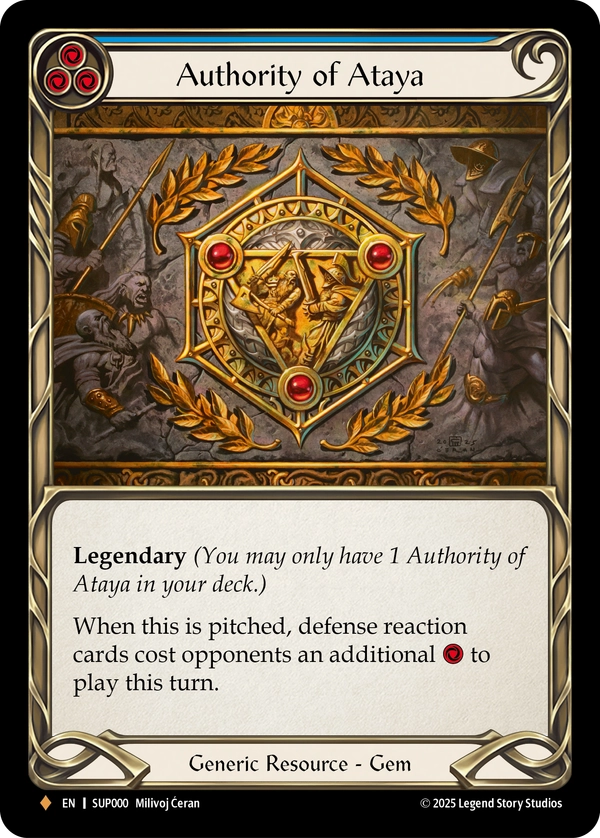 Authority of Ataya
Legendary (You may only have 1 Authority of
Ataya in your deck.)
When this is pitched, defense reaction
cards cost opponents an additional to
play this turn.
Generic Resource - Gem
EN | SUP000 Milivoj Ćeran
© 2025 Legend Story Studios